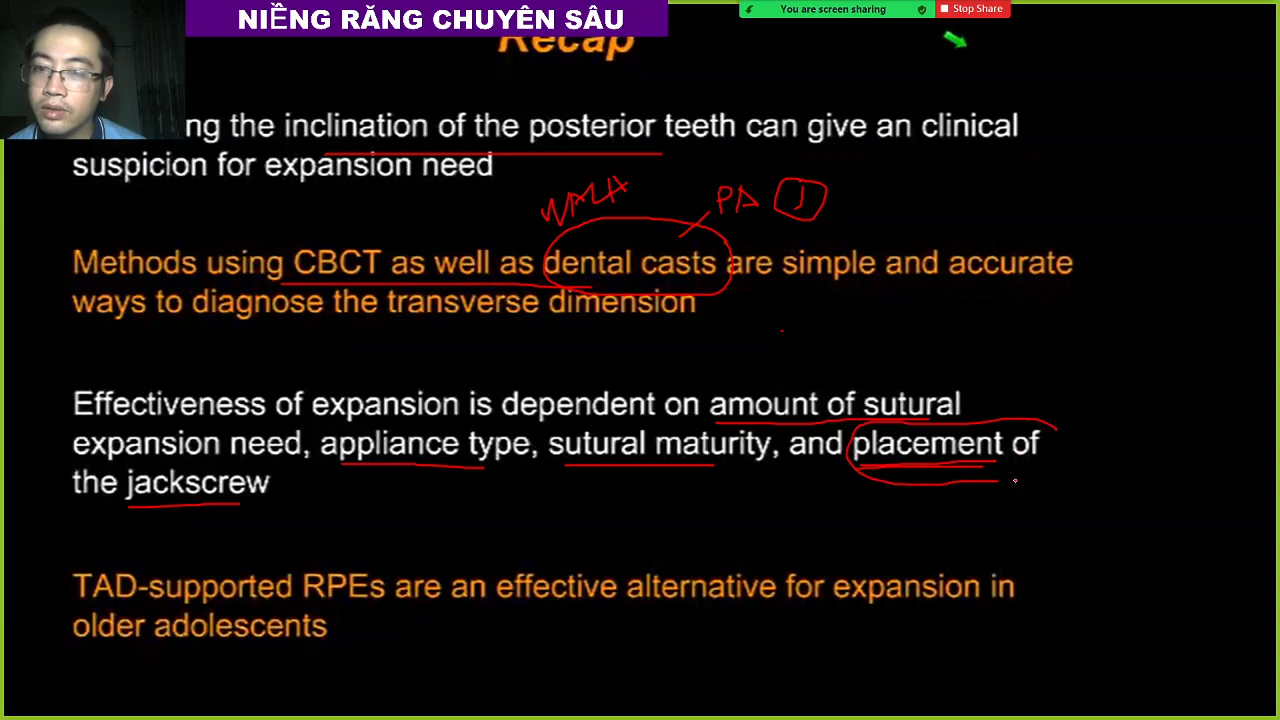 NIỀNG RĂNG CHUYÊN SÂU
You are screen sharing
Stop Share
Recap
ng the inclination of the posterior teeth can give an clinical
suspicion for expansion need
WALA
PA 1
Methods using CBCT as well as dental casts are simple and accurate
ways to diagnose the transverse dimension
Effectiveness of expansion is dependent on amount of sutural
expansion need, appliance type, sutural maturity, and placement of
the jackscrew
TAD-supported RPEs are an effective alternative for expansion in
older adolescents